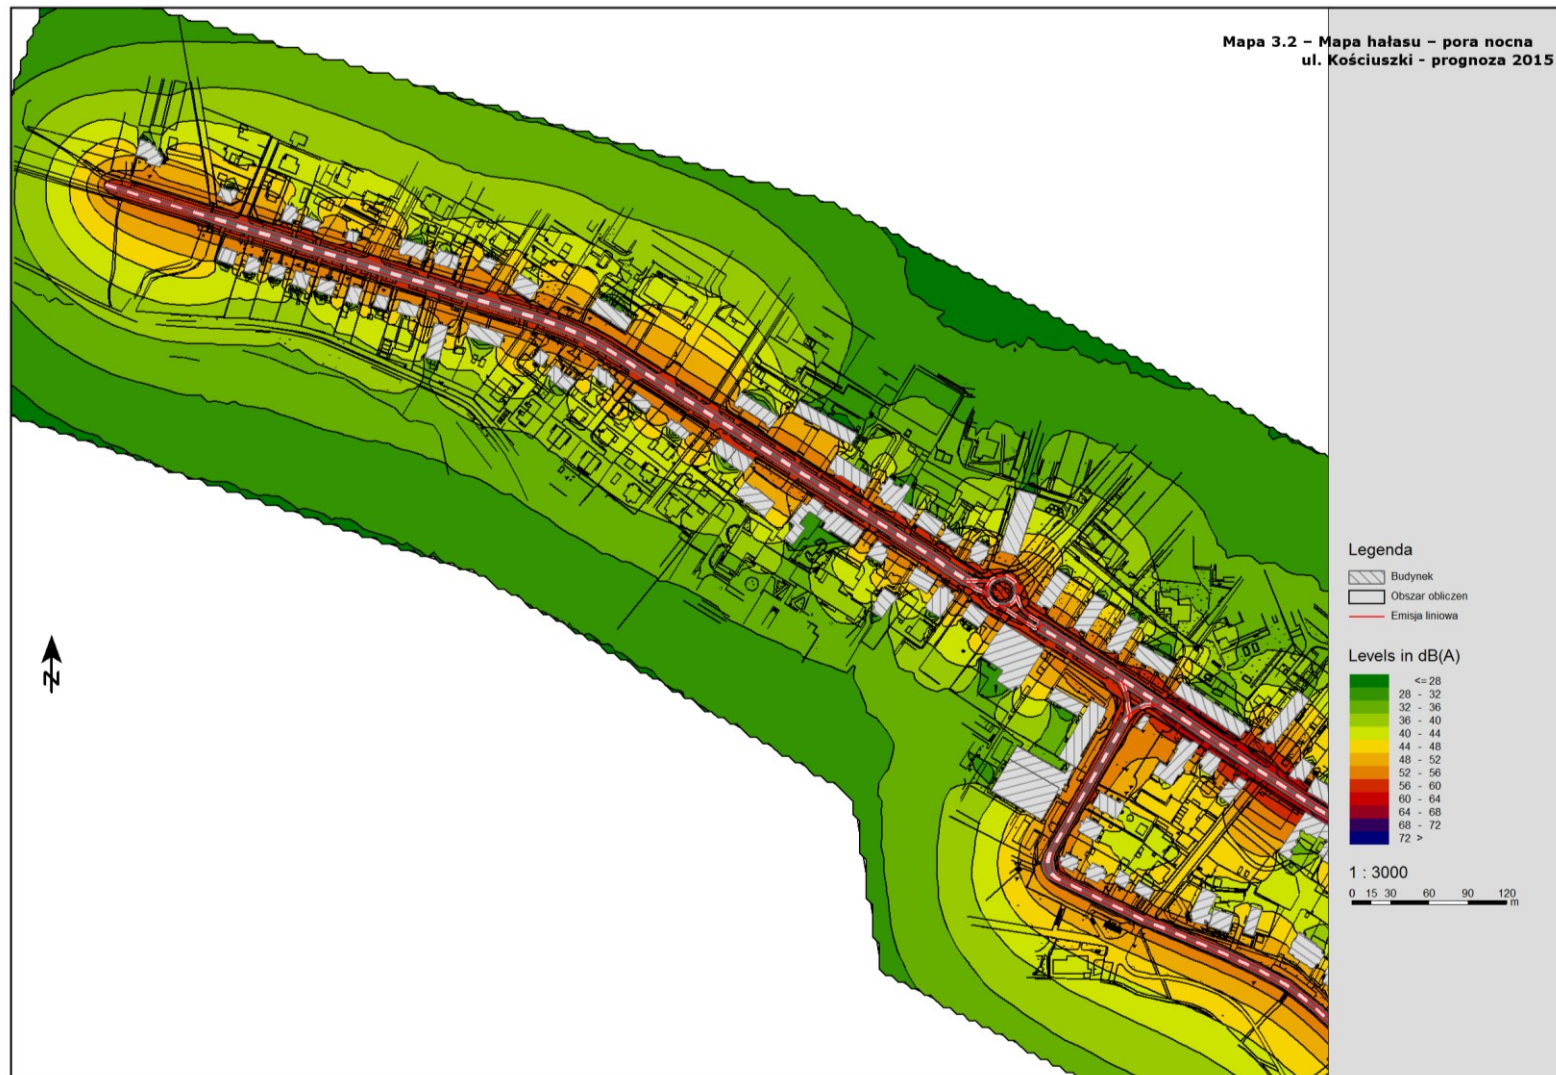 Mapa 3.2 – Mapa hałasu – pora nocna
ul. Kościuszki - prognoza 2015
N
Legenda
Budynek
Obszar obliczen
Emisja liniowa
Levels in dB(A)
<= 28
28 - 32
32 - 36
36 - 40
40 - 44
44 - 48
48 - 52
52 - 56
56 - 60
60 - 64
64 - 68
68 - 72
72 >
1 : 3000
0 15 30 60 90 120
m